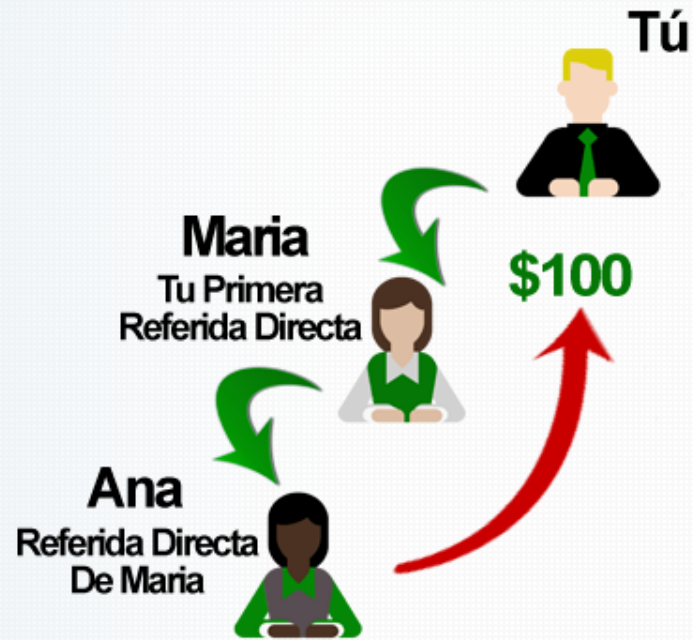 Tú
Maria
Tu Primera
Referida Directa
$100
Ana
Referida Directa
De Maria